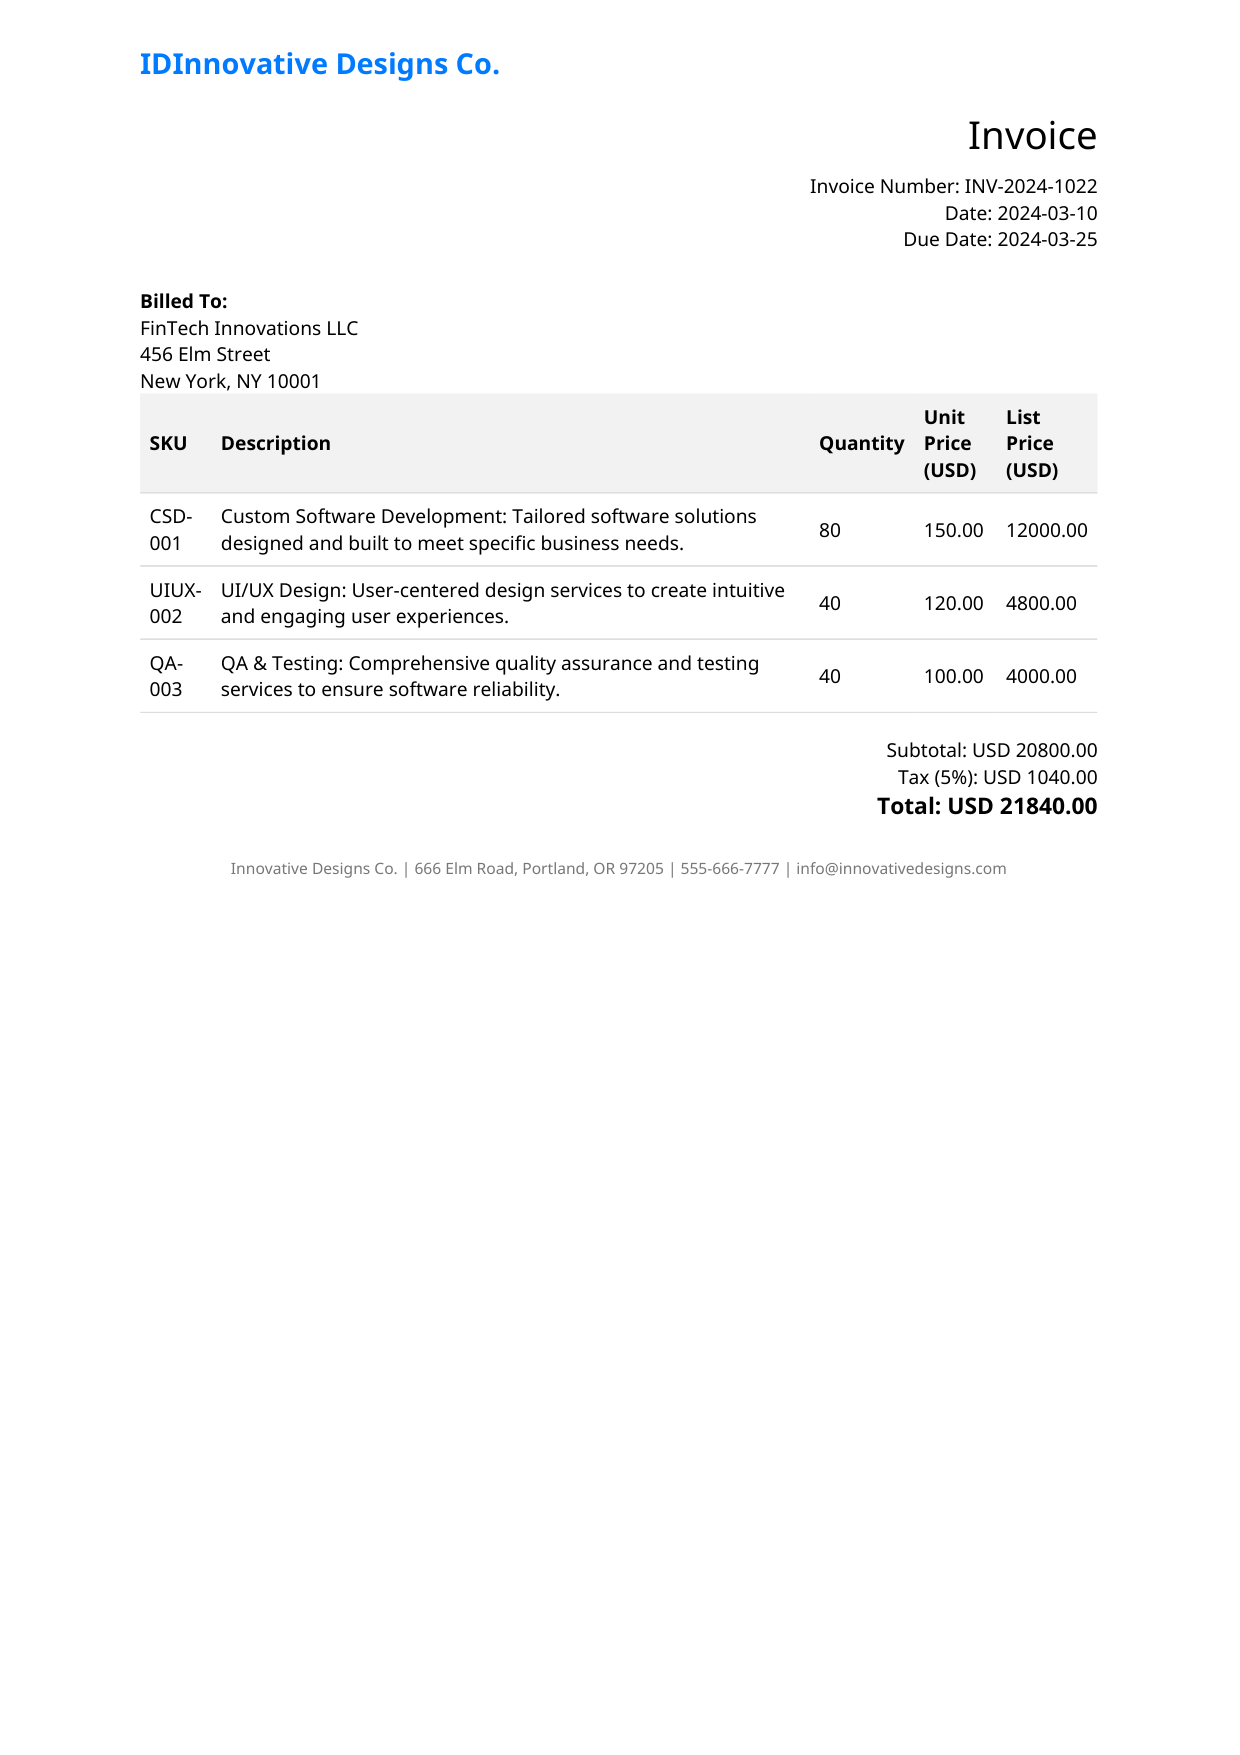 IDInnovative Designs Co.
Invoice
Invoice Number: INV-2024-1022
Date: 2024-03-10
Due Date: 2024-03-25
Billed To:
FinTech Innovations LLC
456 Elm Street
New York, NY 10001
SKU Description Quantity Unit Price (USD) List Price (USD)
CSD-001 Custom Software Development: Tailored software solutions
designed and built to meet specific business needs. 80 150.00 12000.00
UIUX-002 UI/UX Design: User-centered design services to create intuitive
and engaging user experiences. 40 120.00 4800.00
QA-003 QA & Testing: Comprehensive quality assurance and testing
services to ensure software reliability. 40 100.00 4000.00
Subtotal: USD 20800.00
Tax (5%): USD 1040.00
Total: USD 21840.00
Innovative Designs Co. | 666 Elm Road, Portland, OR 97205 | 555-666-7777 | info@innovativedesigns.com